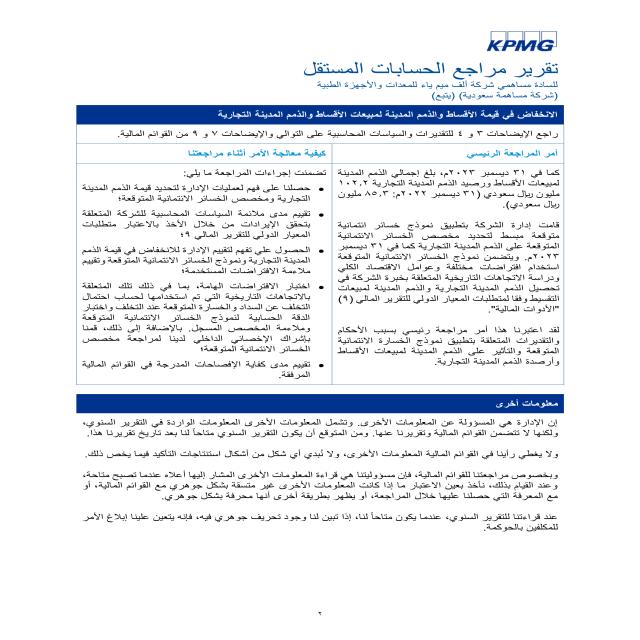 KPMG
تقرير مراجع الحسابات المستقل
للسادة مساهمي شركة ألف ميم ياء للمعدات والأجهزة الطبية
(شركة مساهمة سعودية) (يتبع)
الانخفاض في قيمة الأقساط والذمم المدينة لمبيعات الأقساط والذمم المدينة التجارية
راجع الإيضاحات ٣ و ٤ للتقديرات والسياسات المحاسبية على التوالي والإيضاحات ٧ و ٩ من القوائم المالية.
أمر المراجعة الرئيسي
كما في ٣١ ديسمبر ٢٠٢٣م، بلغ إجمالي الذمم المدينة
لمبيعات الأقساط ورصيد الذمم المدينة التجارية ١٠٢,٢
مليون ريال سعودي (٣١ ديسمبر ٢٠٢٢م: ٨٥,٣ مليون
ريال سعودي).
قامت إدارة الشركة بتطبيق نموذج خسائر ائتمانية
متوقعة مبسط لتحديد مخصص الخسائر الائتمانية
المتوقعة على الذمم المدينة التجارية كما في ٣١ ديسمبر
٢٠٢٣م. ويتضمن نموذج الخسائر الائتمانية المتوقعة
استخدام افتراضات مختلفة وعوامل الاقتصاد الكلي
ودراسة الاتجاهات التاريخية المتعلقة بخبرة الشركة في
تحصيل الذمم المدينة التجارية والذمم المدينة لمبيعات
التقسيط وفقا لمتطلبات المعيار الدولي للتقرير المالي (٩)
"الأدوات المالية".
لقد اعتبرنا هذا أمر مراجعة رئيسي بسبب الأحكام
والتقديرات المتعلقة بتطبيق نموذج الخسارة الائتمانية
المتوقعة والتأثير على الذمم المدينة لمبيعات الأقساط
وأرصدة الذمم المدينة التجارية.
كيفية معالجة الأمر أثناء مراجعتنا
تضمنت إجراءات المراجعة ما يلي:
• حصلنا على فهم لعمليات الإدارة لتحديد قيمة الذمم المدينة
التجارية ومخصص الخسائر الائتمانية المتوقعة؛
• تقييم مدى ملائمة السياسات المحاسبية للشركة المتعلقة
بتحقق الإيرادات من خلال الأخذ بالاعتبار متطلبات
المعيار الدولي للتقرير المالي ٩؛
• الحصول على تفهم لتقييم الإدارة للانخفاض في قيمة الذمم
المدينة التجارية ونموذج الخسائر الائتمانية المتوقعة وتقييم
ملاءمة الافتراضات المستخدمة؛
• اختبار الافتراضات الهامة، بما في ذلك تلك المتعلقة
بالاتجاهات التاريخية التي تم استخدامها لحساب احتمال
التخلف عن السداد والخسارة المتوقعة عند التخلف واختبار
الدقة الحسابية لنموذج الخسائر الائتمانية المتوقعة
وملاءمة المخصص المسجل. بالإضافة إلى ذلك، قمنا
بإشراك الإخصائي الداخلي لدينا لمراجعة مخصص
الخسائر الائتمانية المتوقعة؛
• تقييم مدى كفاية الإفصاحات المدرجة في القوائم المالية
المرفقة.
معلومات أخرى
إن الإدارة هي المسؤولة عن المعلومات الأخرى. وتشمل المعلومات الأخرى المعلومات الواردة في التقرير السنوي،
ولكنها لا تتضمن القوائم المالية وتقريرنا عنها. ومن المتوقع أن يكون التقرير السنوي متاحاً لنا بعد تاريخ تقريرنا هذا.
ولا يغطي رأينا في القوائم المالية المعلومات الأخرى، ولا نُبدي أي شكل من أشكال استنتاجات التأكيد فيما يخص ذلك.
وبخصوص مراجعتنا للقوائم المالية، فإن مسؤوليتنا هي قراءة المعلومات الأخرى المشار إليها أعلاه عندما تصبح متاحة،
وعند القيام بذلك، نأخذ بعين الاعتبار ما إذا كانت المعلومات الأخرى غير متسقة بشكل جوهري مع القوائم المالية، أو
مع المعرفة التي حصلنا عليها خلال المراجعة، أو يظهر بطريقة أخرى أنها محرفة بشكل جوهري.
عند قراءتنا للتقرير السنوي، عندما يكون متاحاً لنا، إذا تبين لنا وجود تحريف جوهري فيه، فإنه يتعين علينا إبلاغ الأمر
للمكلفين بالحوكمة.
٢